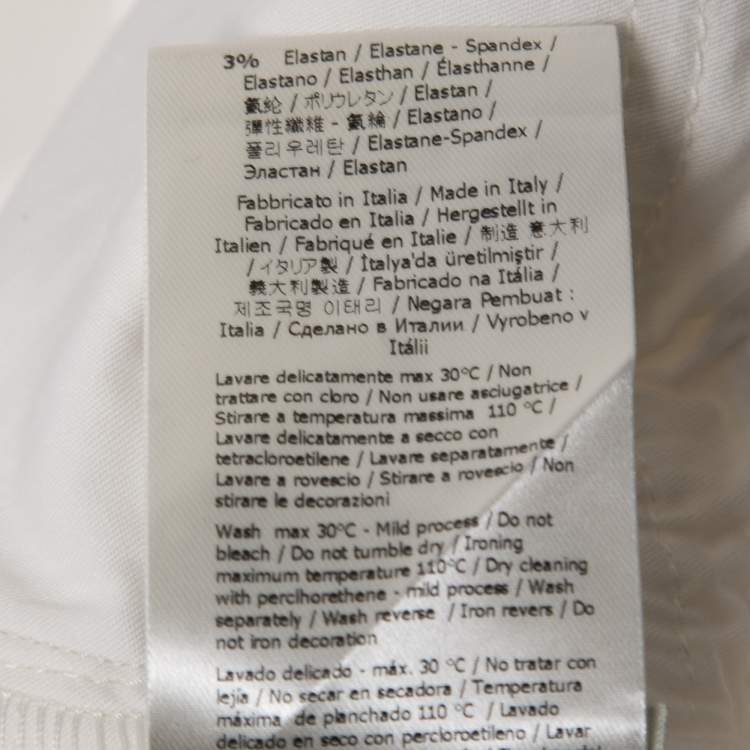 3% Elastan / Elastane - Spandex /
Elastano / Elasthan / Élasthanne /
氨纶 / ポリウレタン / Elastan /
彈性纖維 - 氨綸 / Elastano /
폴리우레탄 / Elastane-Spandex /
Эластан / Elastan
Fabbricato in Italia / Made in Italy /
Fabricado en Italia / Hergestellt in
Italien / Fabriqué en Italie / 制造 意大利
/ イタリア製 / İtalya'da üretilmiştir /
義大利製造 / Fabricado na Itália /
제조국명 이태리 / Negara Pembuat :
Italia / Сделано в Италии / Vyrobeno v
Itálii
Lavare delicatamente max 30°C / Non
trattare con cloro / Non usare asciugatrice /
Stirare a temperatura massima 110 °C /
Lavare delicatamente a secco con
tetracloroetilene / Lavare separatamente /
Lavare a rovescio / Stirare a rovescio / Non
stirare le decorazioni
Wash max 30°C - Mild process / Do not
bleach / Do not tumble dry / Ironing
maximum temperature 110°C / Dry cleaning
with perclhorethene - mild process / Wash
separately / Wash reverse / Iron revers / Do
not iron decoration
Lavado delicado - máx. 30 °C / No tratar con
lejía / No secar en secadora / Temperatura
máxima de planchado 110 °C / Lavado
delicado en seco con percloroetileno / Lavar